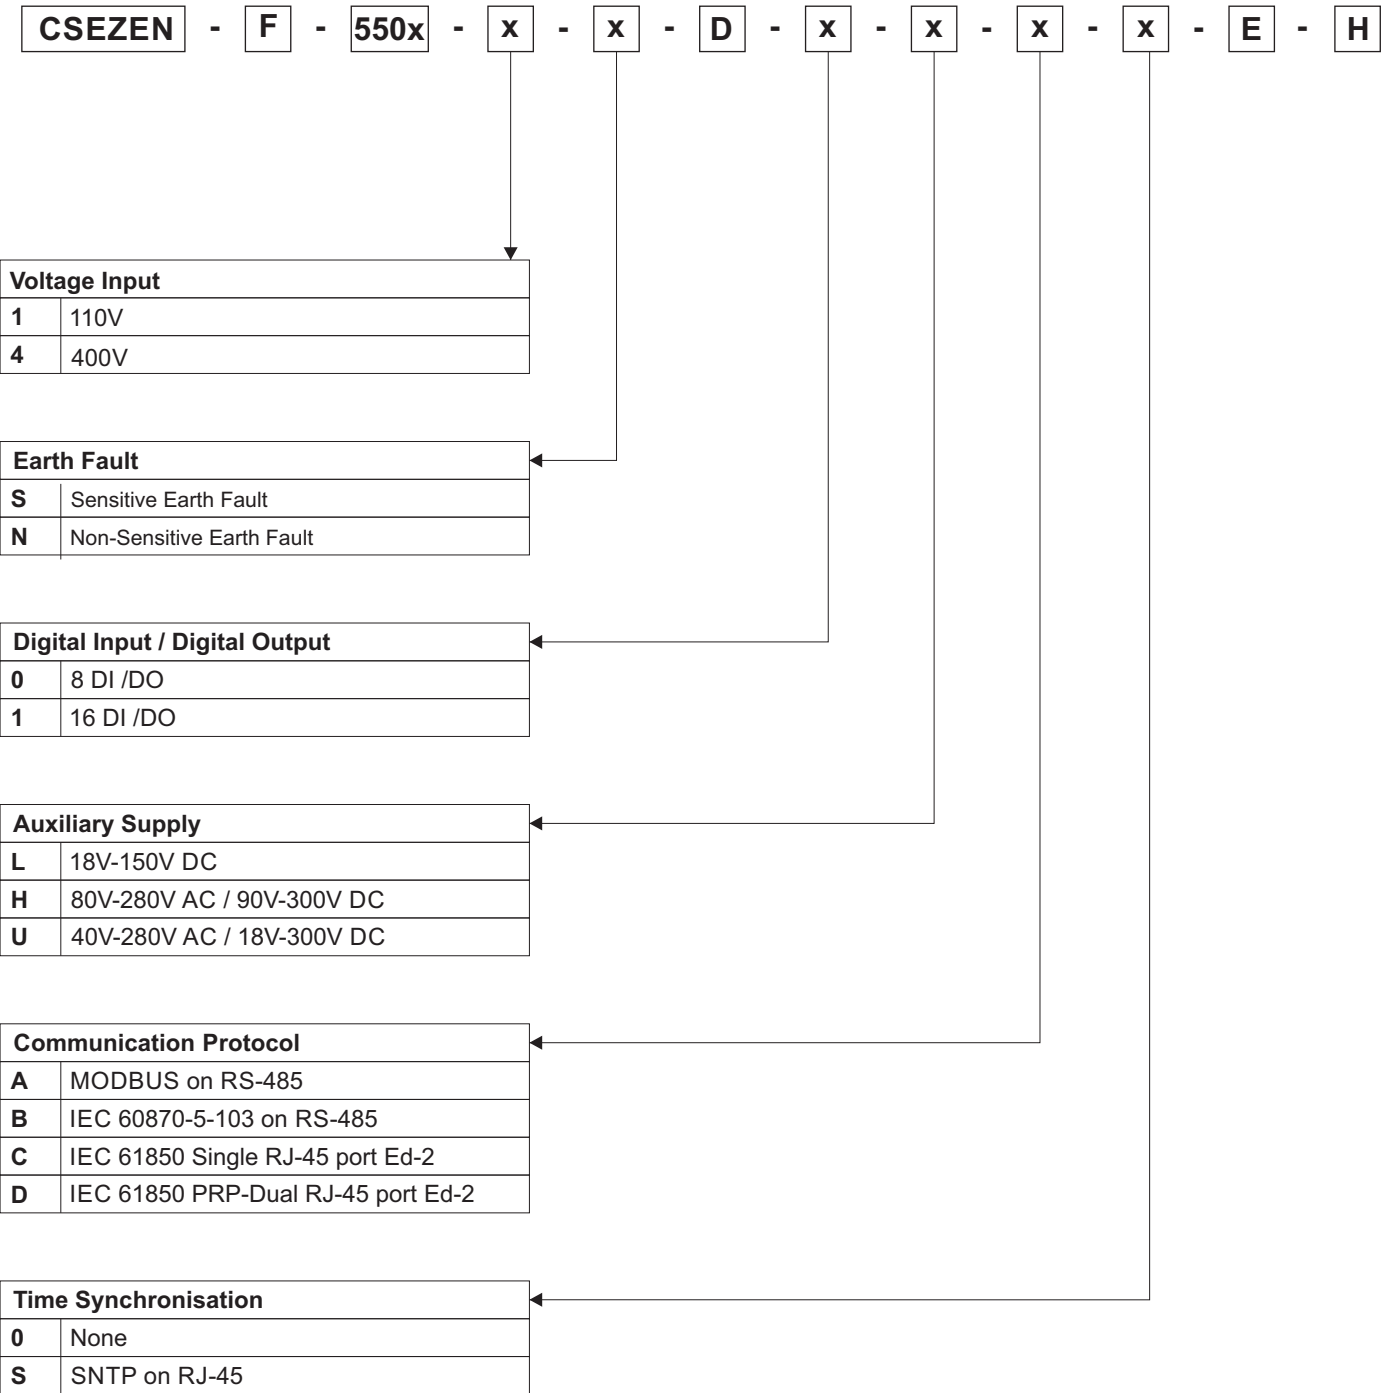 CSEZEN - F - 550x - x - x - D - x - x - x - x - E - H
Voltage Input
1 110V
4 400V
Earth Fault
S Sensitive Earth Fault
N Non-Sensitive Earth Fault
Digital Input / Digital Output
0 8 DI /DO
1 16 DI /DO
Auxiliary Supply
L 18V-150V DC
H 80V-280V AC / 90V-300V DC
U 40V-280V AC / 18V-300V DC
Communication Protocol
A MODBUS on RS-485
B IEC 60870-5-103 on RS-485
C IEC 61850 Single RJ-45 port Ed-2
D IEC 61850 PRP-Dual RJ-45 port Ed-2
Time Synchronisation
0 None
S SNTP on RJ-45